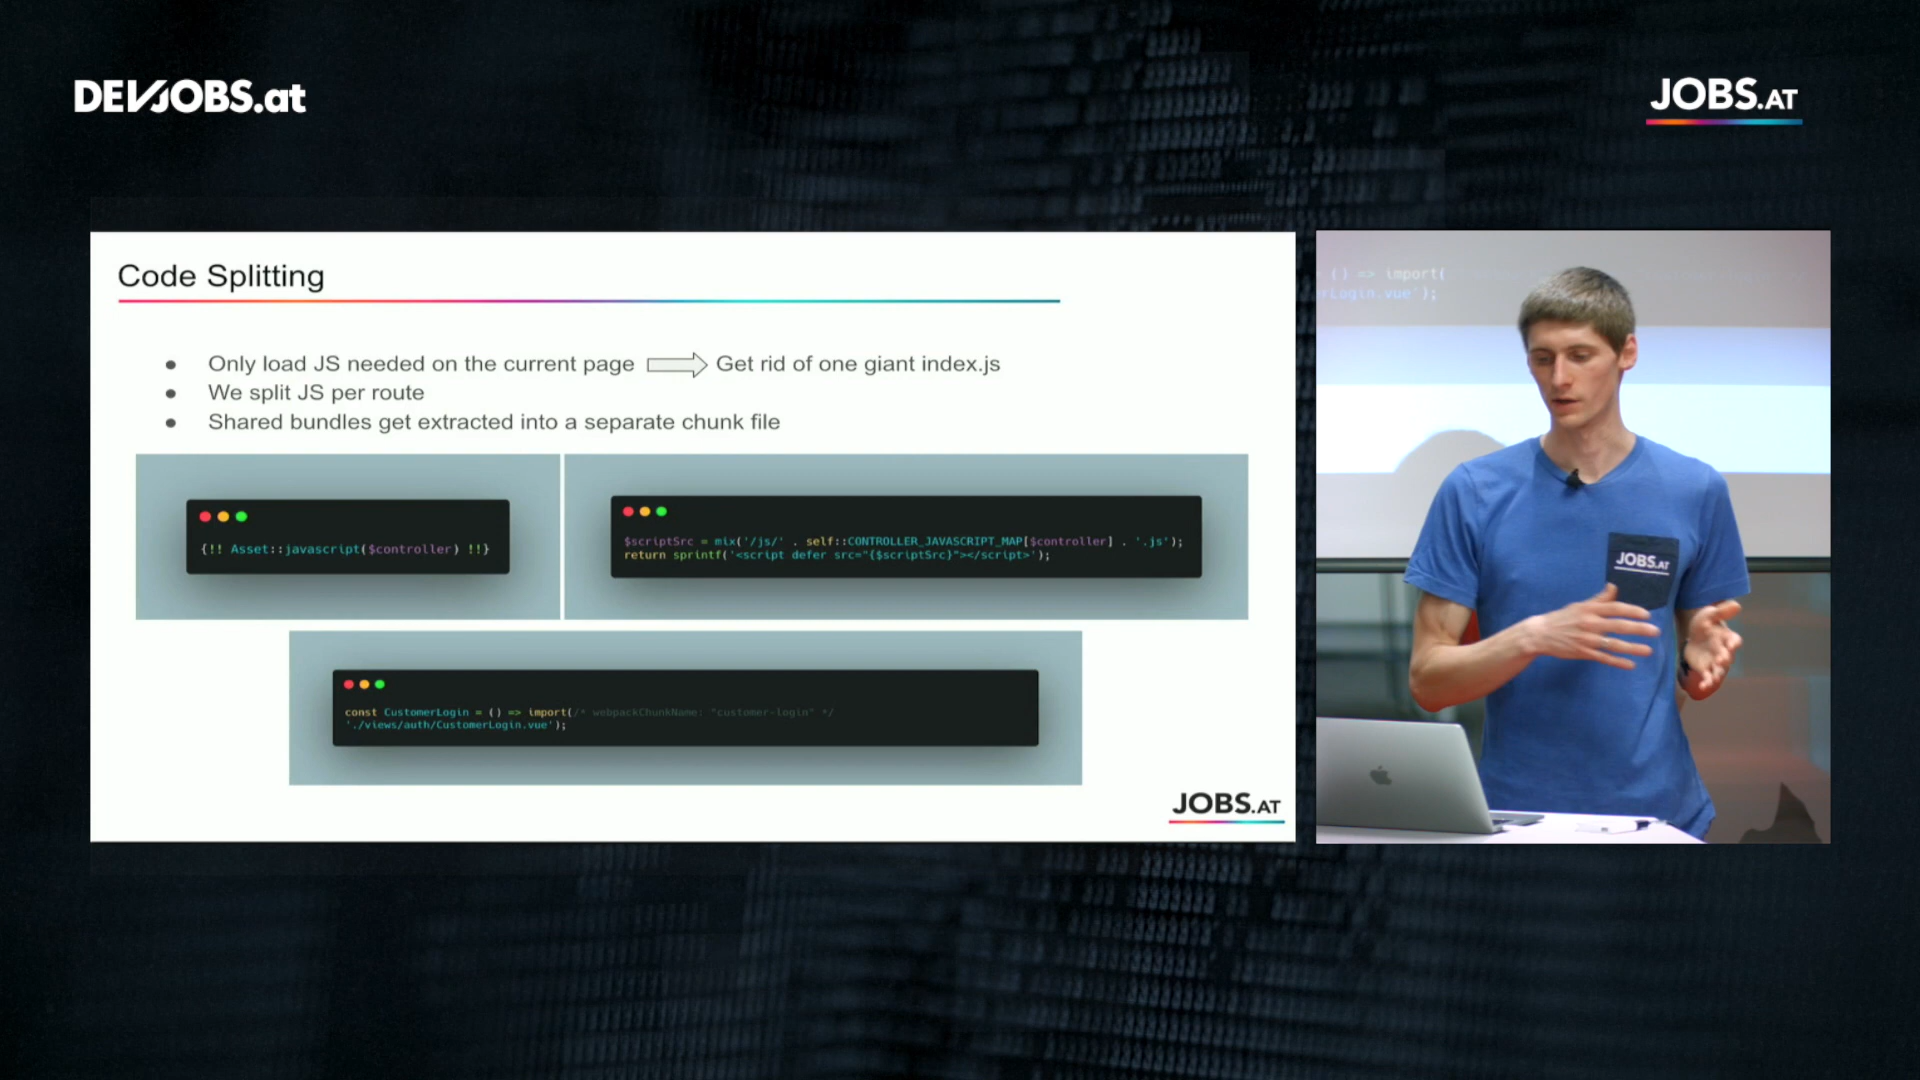 DEVJOBS.at
JOBS.AT
Code Splitting
Only load JS needed on the current page
Get rid of one giant index.js
We split JS per route
Shared bundles get extracted into a separate chunk file
{!! Asset::javascript($controller) !!}
$scriptSrc = mix('/js/' . self::CONTROLLER_JAVASCRIPT_MAP[$controller] . '.js');
return sprintf('<script defer src="{$scriptSrc}"></script>');
const CustomerLogin = () => import(/* webpackChunkName: "customer-login" */
'./views/auth/CustomerLogin.vue');
JOBS.AT
() => import(
rLogin.vue');
JOBS.AT